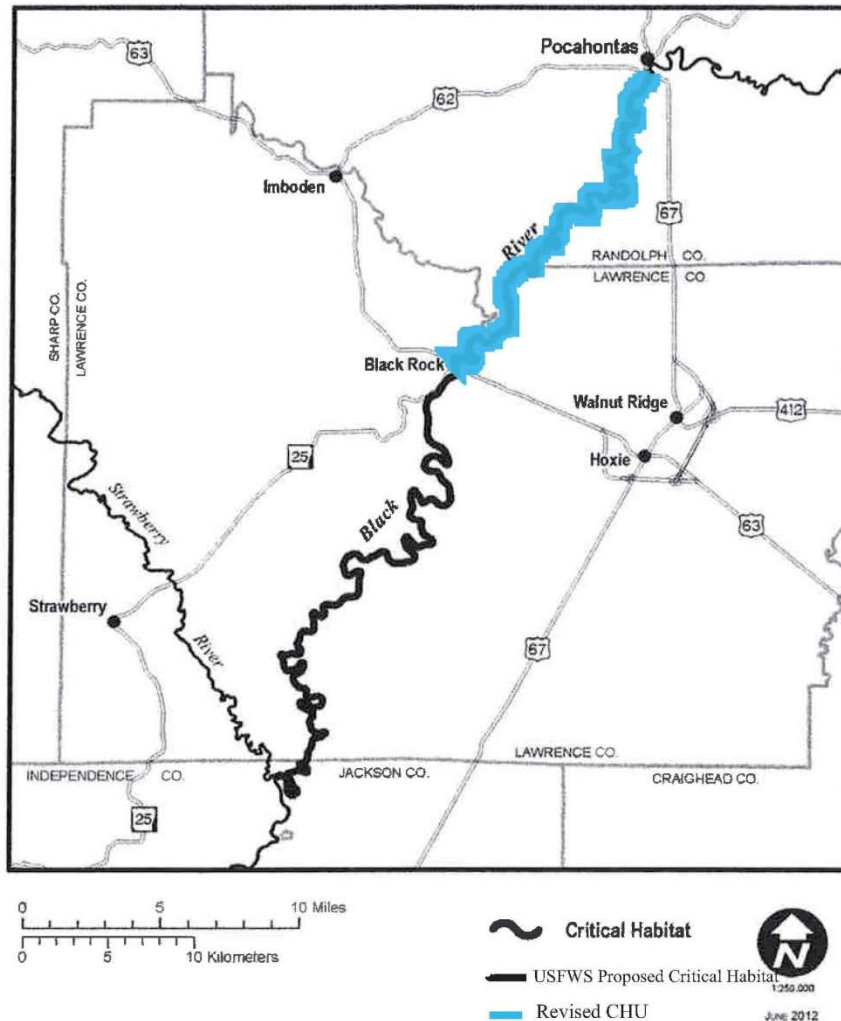 Pocahontas
63
62
Imboden
67
River
RANDOLPH CO.
LAWRENCE CO.
SHARP CO.
LAWRENCE CO.
Black Rock
Walnut Ridge
412
Hoxie
25
Strawberry
Black
63
Strawberry
River
67
LAWRENCE CO.
INDEPENDENCE CO.
JACKSON CO.
CRAIGHEAD CO.
25
0 5 10 Miles
0 5 10 Kilometers
Critical Habitat
USFWS Proposed Critical Habitat
Revised CHU
N
1:250,000
JUNE 2012